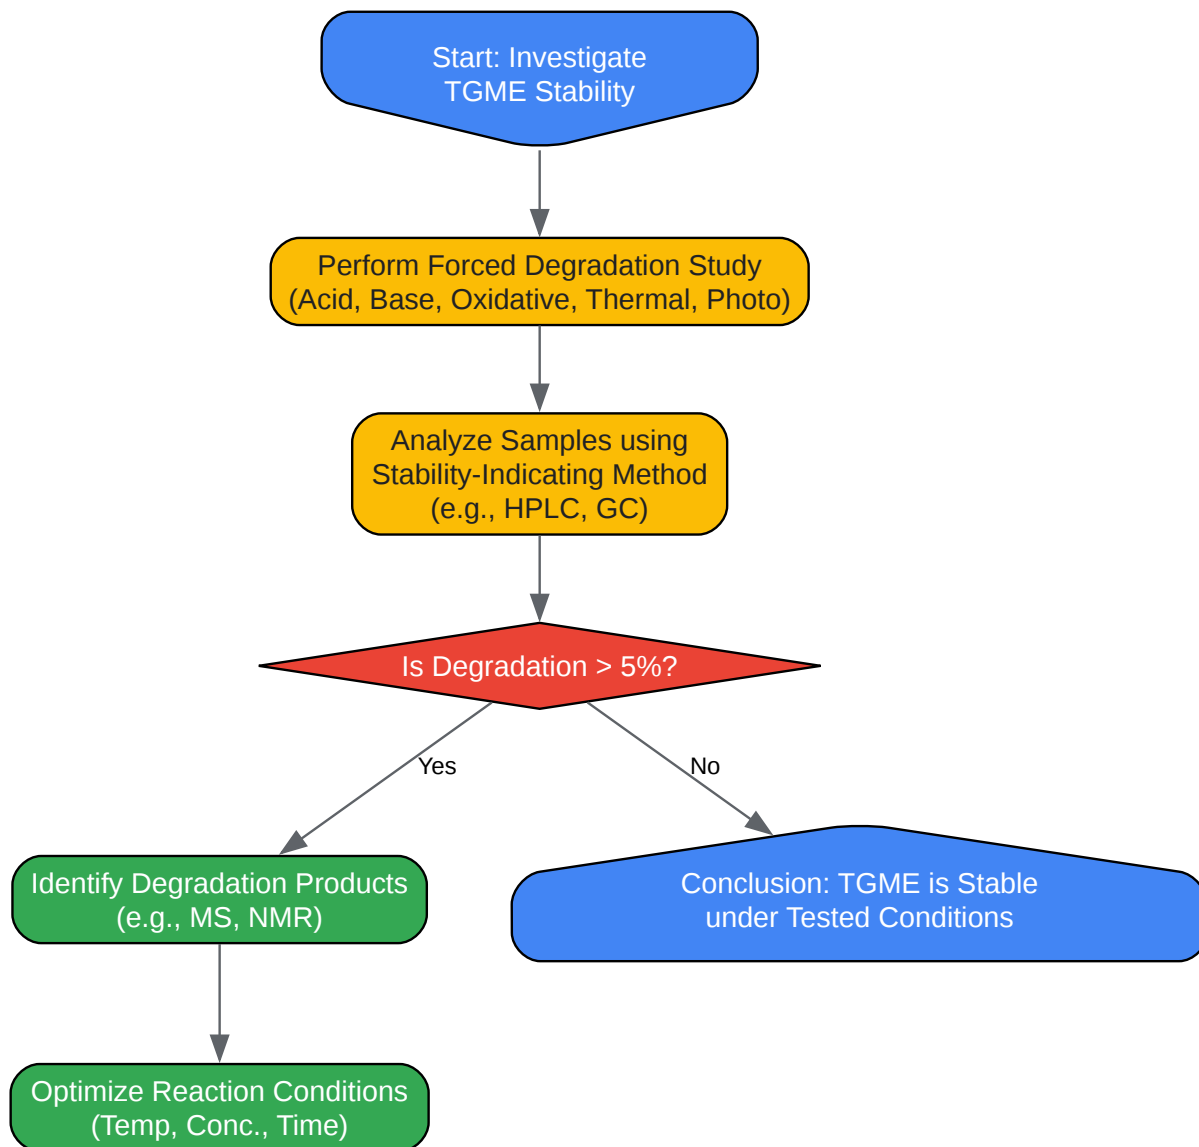 Start: Investigate
TGME Stability
Perform Forced Degradation Study
(Acid, Base, Oxidative, Thermal, Photo)
Analyze Samples using
Stability-Indicating Method
(e.g., HPLC, GC)
Is Degradation > 5%?
Yes
No
Identify Degradation Products
(e.g., MS, NMR)
Conclusion: TGME is Stable
under Tested Conditions
Optimize Reaction Conditions
(Temp, Conc., Time)